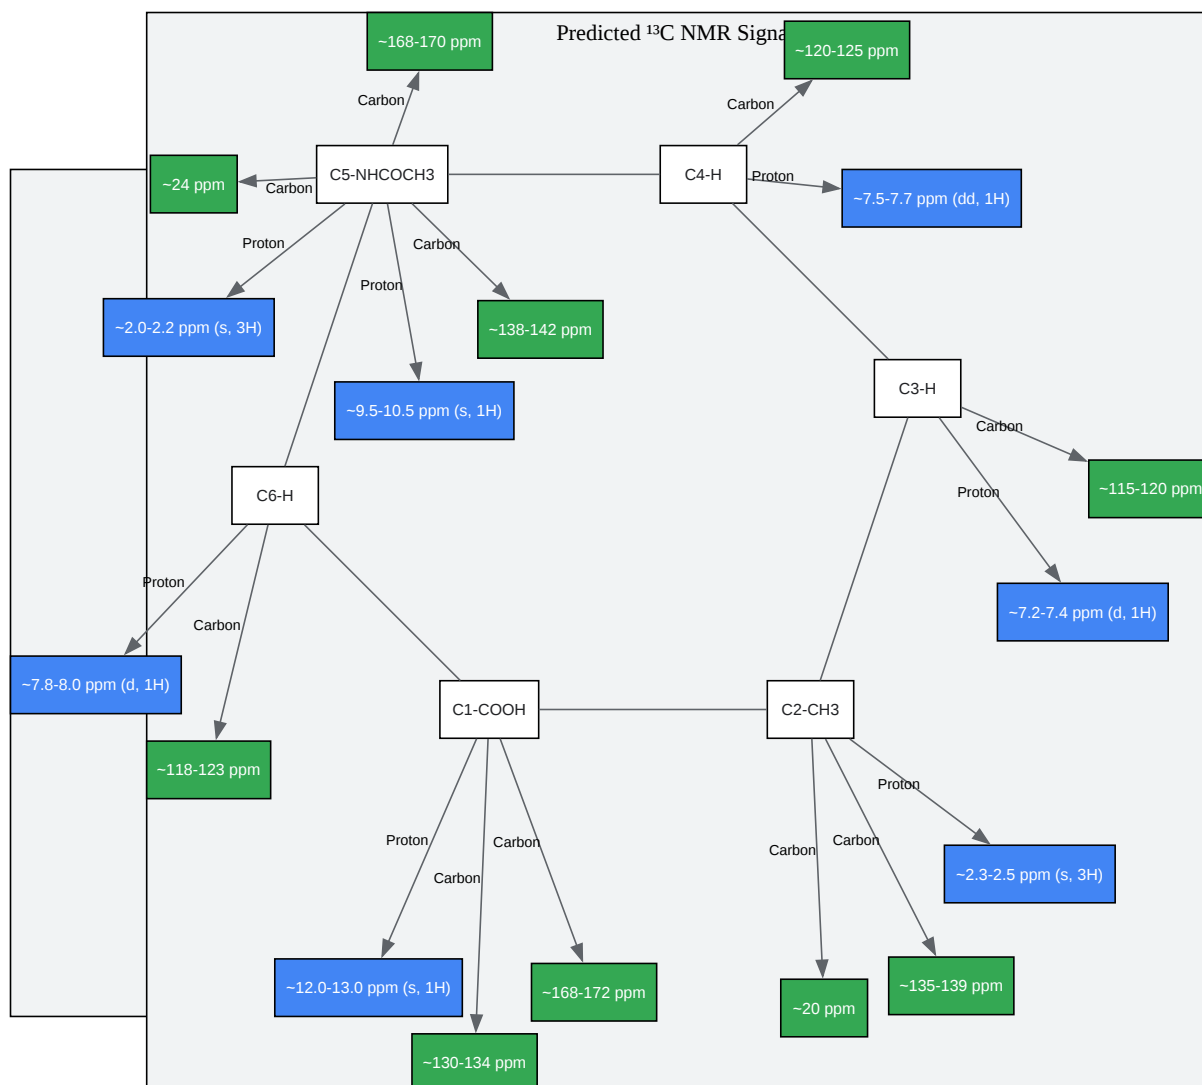 ~168-170 ppm
Predicted ¹³C NMR Signa
~120-125 ppm
Carbon
Carbon
C5-NHCOCH3
C4-H
~24 ppm
Carbon
Proton
~7.5-7.7 ppm (dd, 1H)
Proton
Carbon
Proton
~2.0-2.2 ppm (s, 3H)
~138-142 ppm
~9.5-10.5 ppm (s, 1H)
C3-H
Carbon
C6-H
Proton
~115-120 ppm
Proton
Carbon
~7.2-7.4 ppm (d, 1H)
~7.8-8.0 ppm (d, 1H)
C1-COOH
C2-CH3
~118-123 ppm
Proton
Proton
Carbon
Carbon
Carbon
Carbon
~2.3-2.5 ppm (s, 3H)
~12.0-13.0 ppm (s, 1H)
~168-172 ppm
~135-139 ppm
~20 ppm
~130-134 ppm